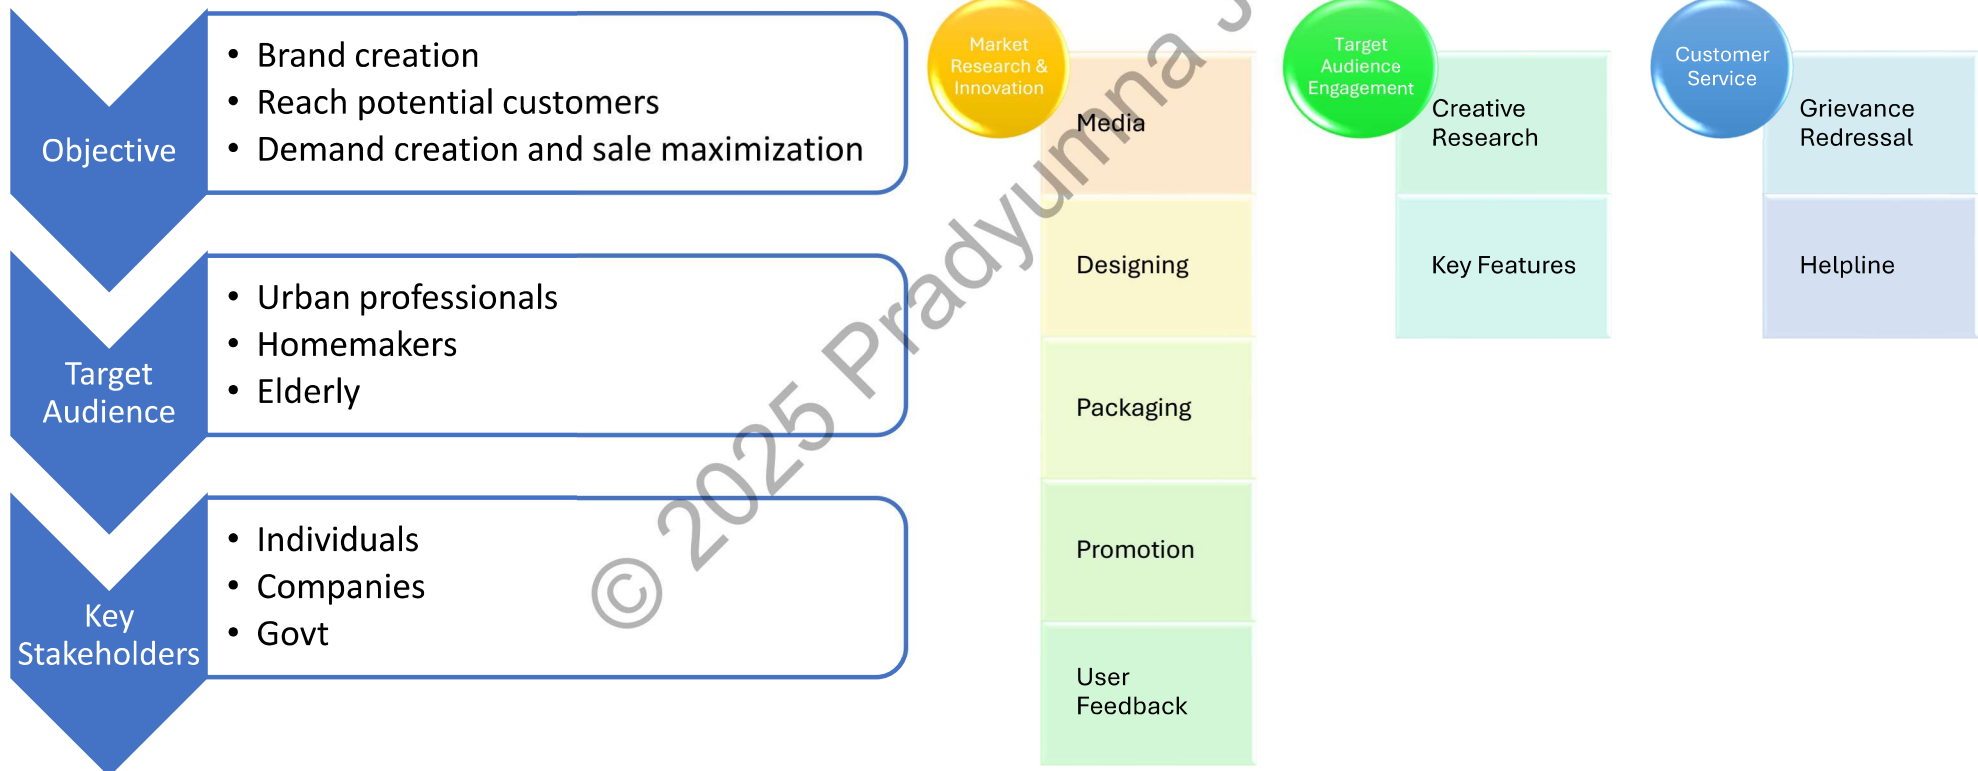 Objective
• Brand creation
• Reach potential customers
• Demand creation and sale maximization
Target
Audience
• Urban professionals
• Homemakers
• Elderly
Key
Stakeholders
• Individuals
• Companies
• Govt
Market
Research &
Innovation
Media
Designing
Packaging
Promotion
User
Feedback
Target
Audience
Engagement
Creative
Research
Key Features
Customer
Service
Grievance
Redressal
Helpline
© 2025 Pradyumna